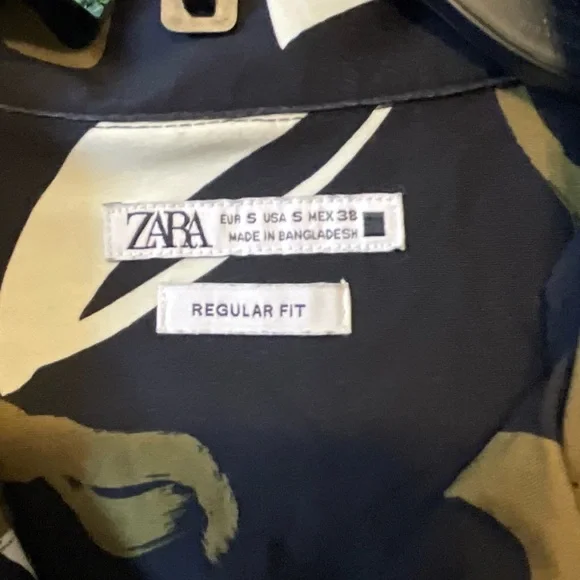 ZARA
EUR S USA S MEX 38
MADE IN BANGLADESH
REGULAR FIT